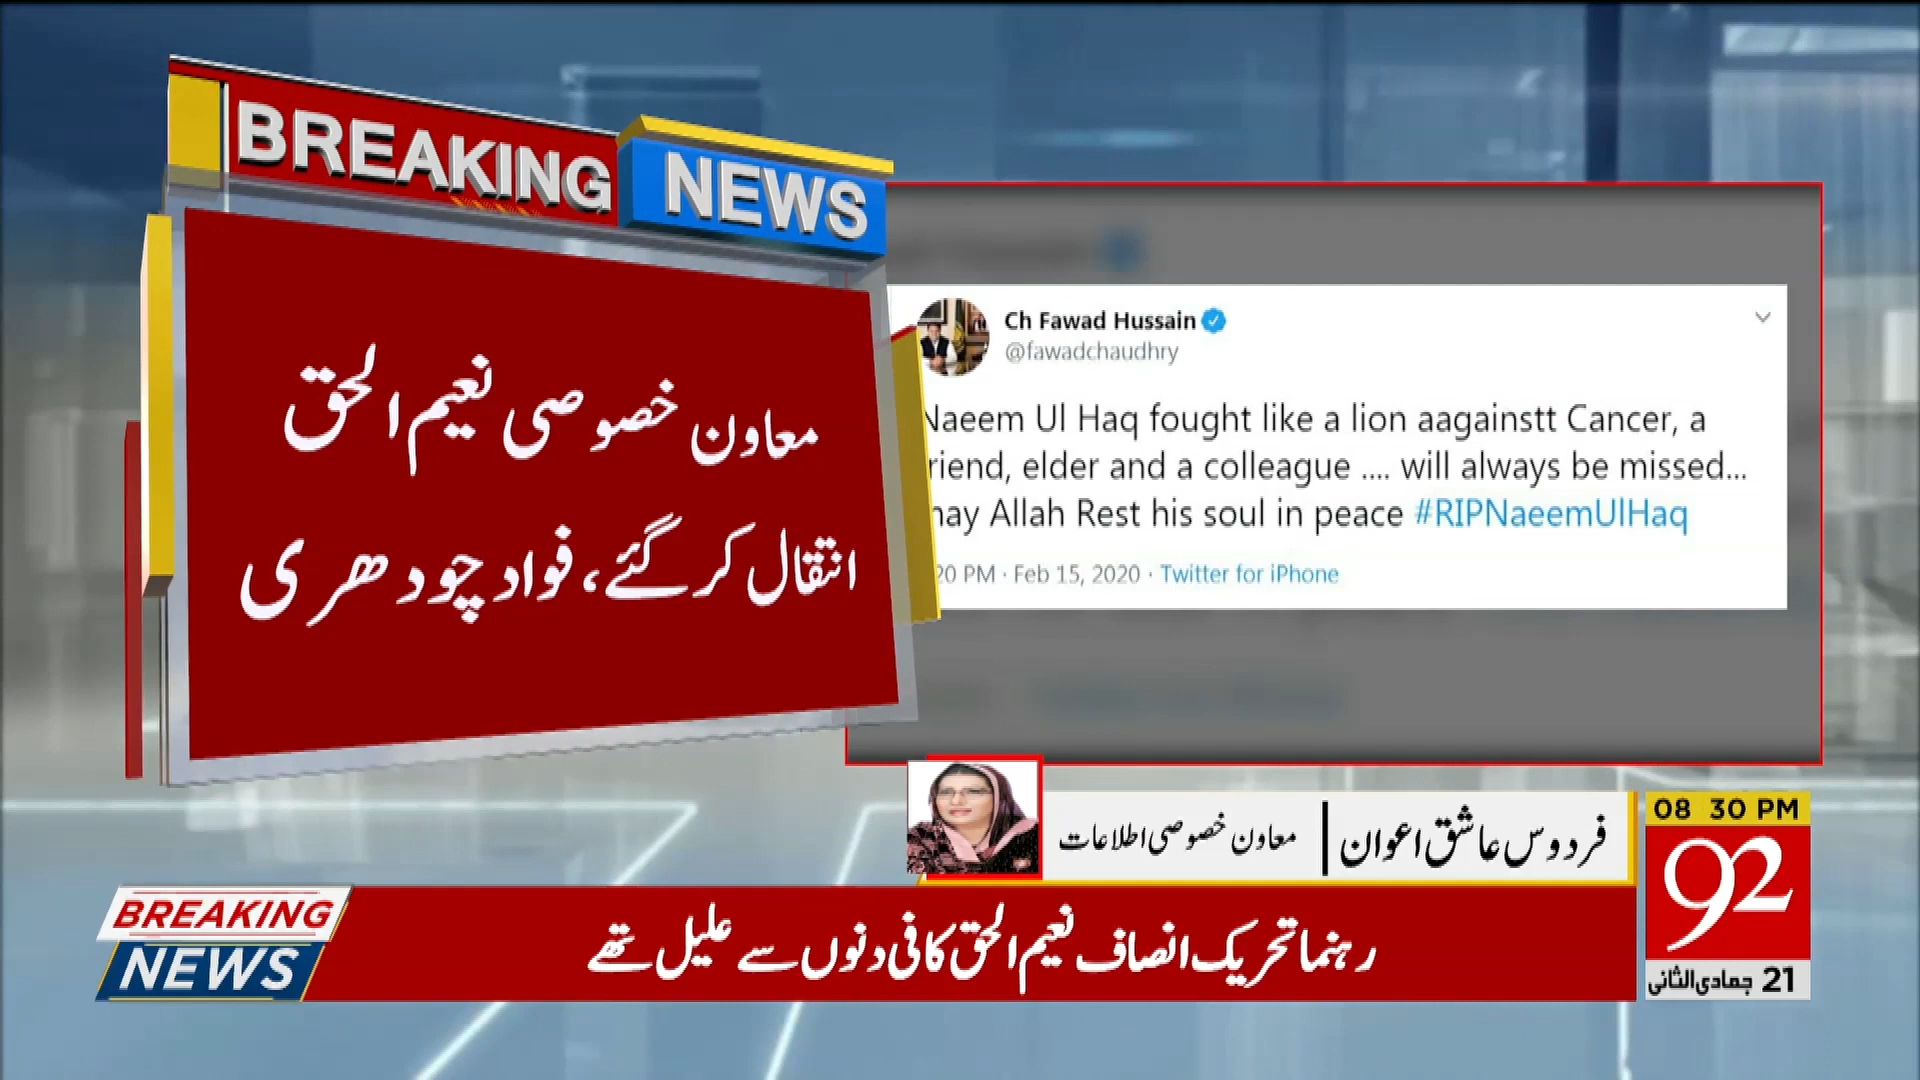 BREAKING NEWS
معاون خصوصی نعیم الحق
انتقال کر گئے، فواد چودھری
Ch Fawad Hussain
@fawadchaudhry
Naeem Ul Haq fought like a lion aagainstt Cancer, a
riend, elder and a colleague .... will always be missed...
may Allah Rest his soul in peace #RIPNaeemUlHaq
20 PM · Feb 15, 2020 · Twitter for iPhone
فردوس عاشق اعوان | معاون خصوصی اطلاعات
08 30 PM
92
21 جمادی الثانی
BREAKING
NEWS
رہنما تحریک انصاف نعیم الحق کافی دنوں سے علیل تھے